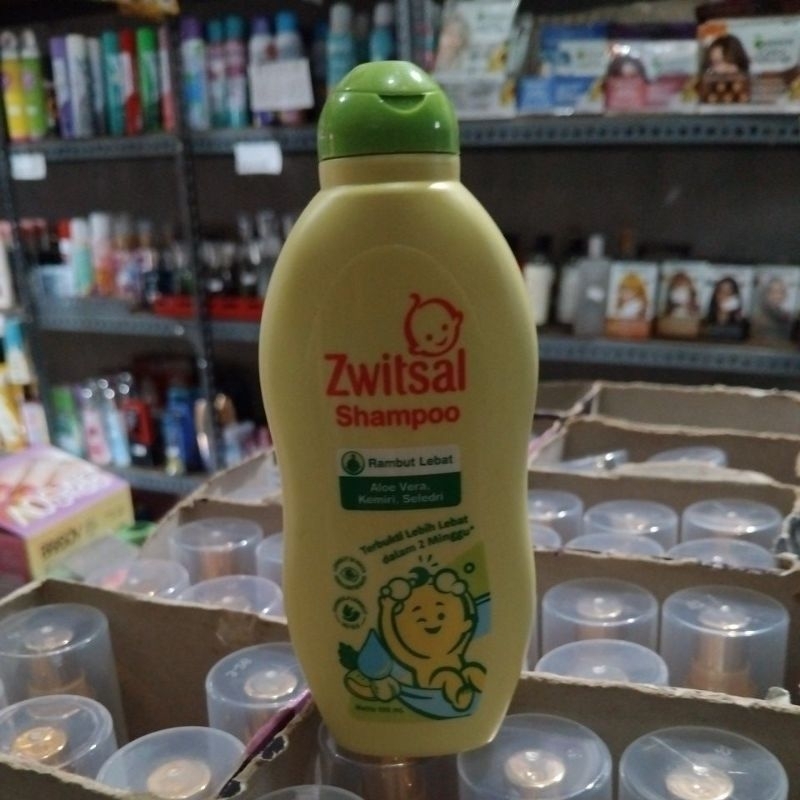 Zwitsal
Shampoo
Rambut Lebat
Aloe Vera,
Kemiri, Seledri
Terbukti Lebih Lebat
dalam 2 Minggu*